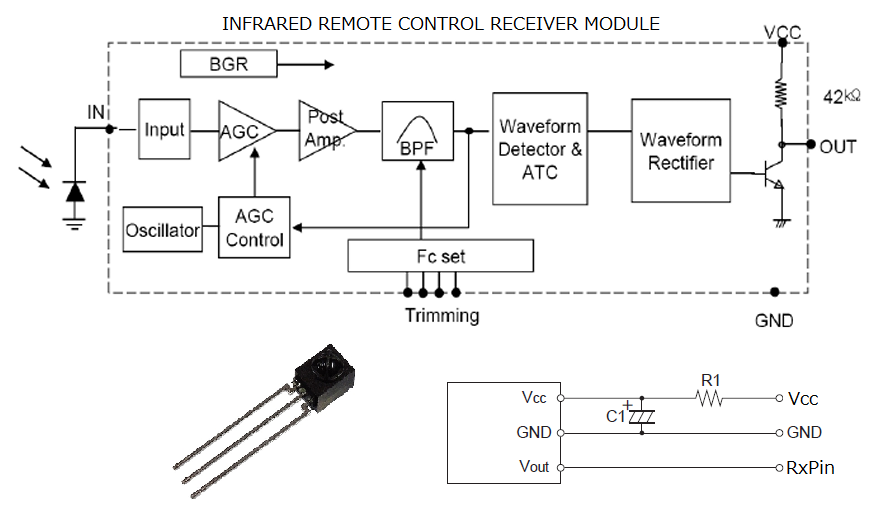 INFRARED REMOTE CONTROL RECEIVER MODULE
VCC
BGR
42kΩ
IN
Input
AGC
Post
Amp.
BPF
Waveform
Detector &
ATC
Waveform
Rectifier
OUT
Oscillator
AGC
Control
Fc set
Trimming
GND
R1
Vcc
Vcc
C1
+
GND
GND
Vout
RxPin